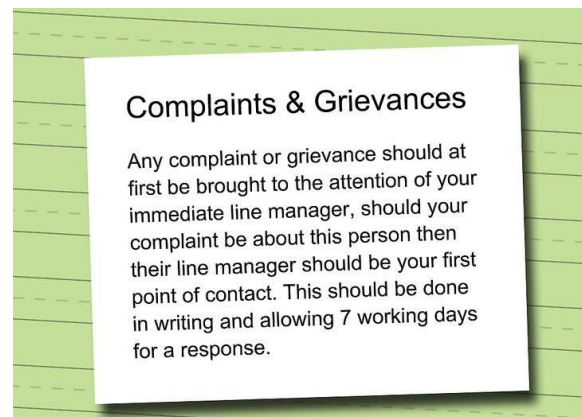 Complaints & Grievances
Any complaint or grievance should at
first be brought to the attention of your
immediate line manager, should your
complaint be about this person then
their line manager should be your first
point of contact. This should be done
in writing and allowing 7 working days
for a response.